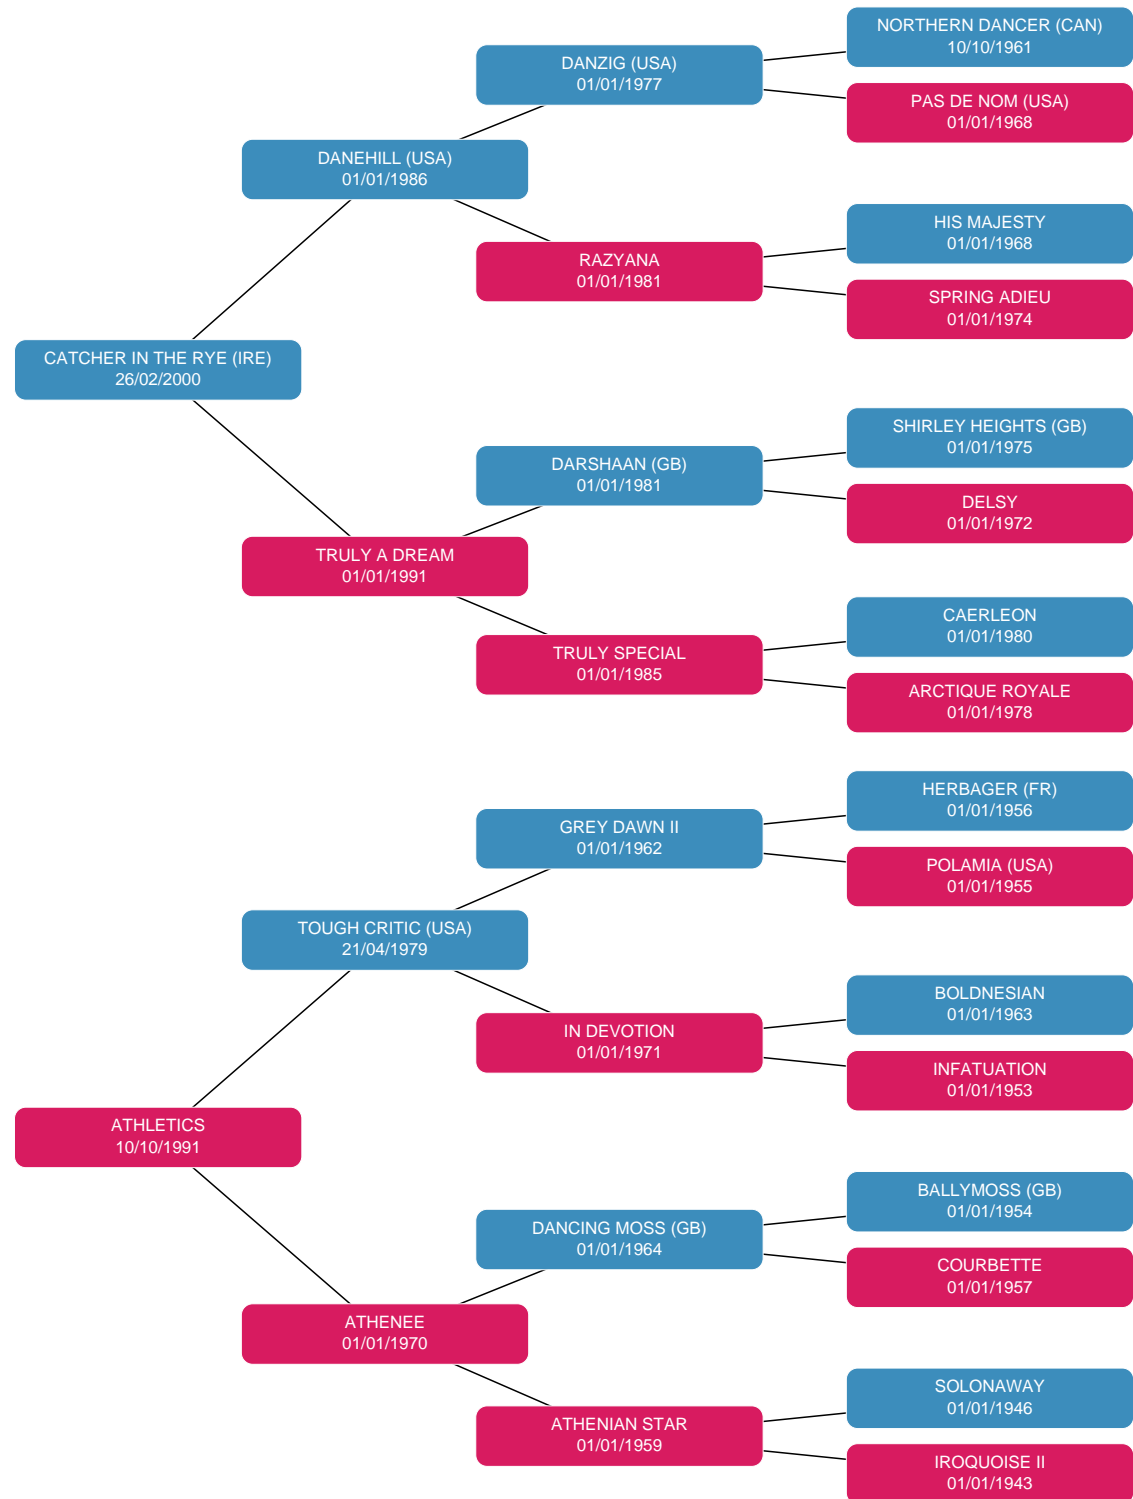 NORTHERN DANCER (CAN)
10/10/1961
DANZIG (USA)
01/01/1977
PAS DE NOM (USA)
01/01/1968
DANEHILL (USA)
01/01/1986
HIS MAJESTY
01/01/1968
RAZYANA
01/01/1981
SPRING ADIEU
01/01/1974
CATCHER IN THE RYE (IRE)
26/02/2000
SHIRLEY HEIGHTS (GB)
01/01/1975
DARSHAAN (GB)
01/01/1981
DELSY
01/01/1972
TRULY A DREAM
01/01/1991
CAERLEON
01/01/1980
TRULY SPECIAL
01/01/1985
ARCTIQUE ROYALE
01/01/1978
HERBAGER (FR)
01/01/1956
GREY DAWN II
01/01/1962
POLAMIA (USA)
01/01/1955
TOUGH CRITIC (USA)
21/04/1979
BOLDNESIAN
01/01/1963
IN DEVOTION
01/01/1971
INFATUATION
01/01/1953
ATHLETICS
10/10/1991
BALLYMOSS (GB)
01/01/1954
DANCING MOSS (GB)
01/01/1964
COURBETTE
01/01/1957
ATHENEE
01/01/1970
SOLONAWAY
01/01/1946
ATHENIAN STAR
01/01/1959
IROQUOISE II
01/01/1943